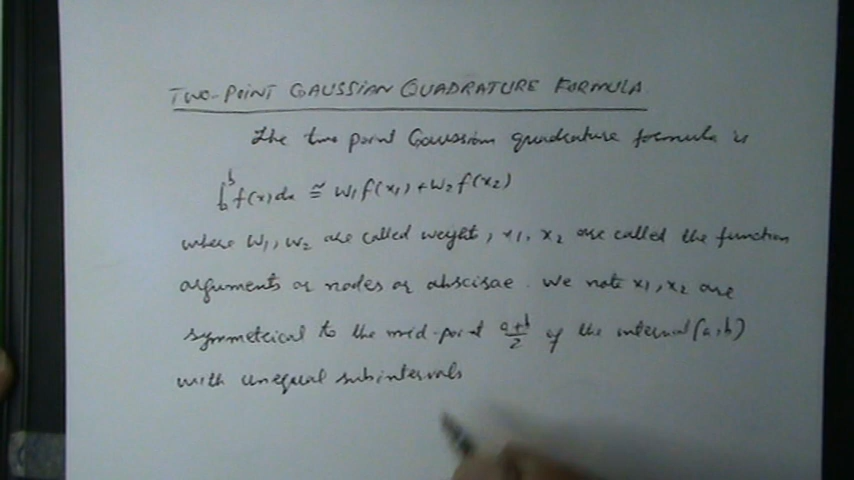 TWO-POINT GAUSSIAN QUADRATURE FORMULA
The two point Gaussian quadrature formula is
∫_b^b f(x)dx ≅ w1f(x1)+w2f(x2)
where w1, w2 are called weight, x1, x2 are called the function
arguments or nodes or abscisae. We note x1, x2 are
symmetrical to the mid-point a+b/2 of the interval (a,b)
with unequal subintervals